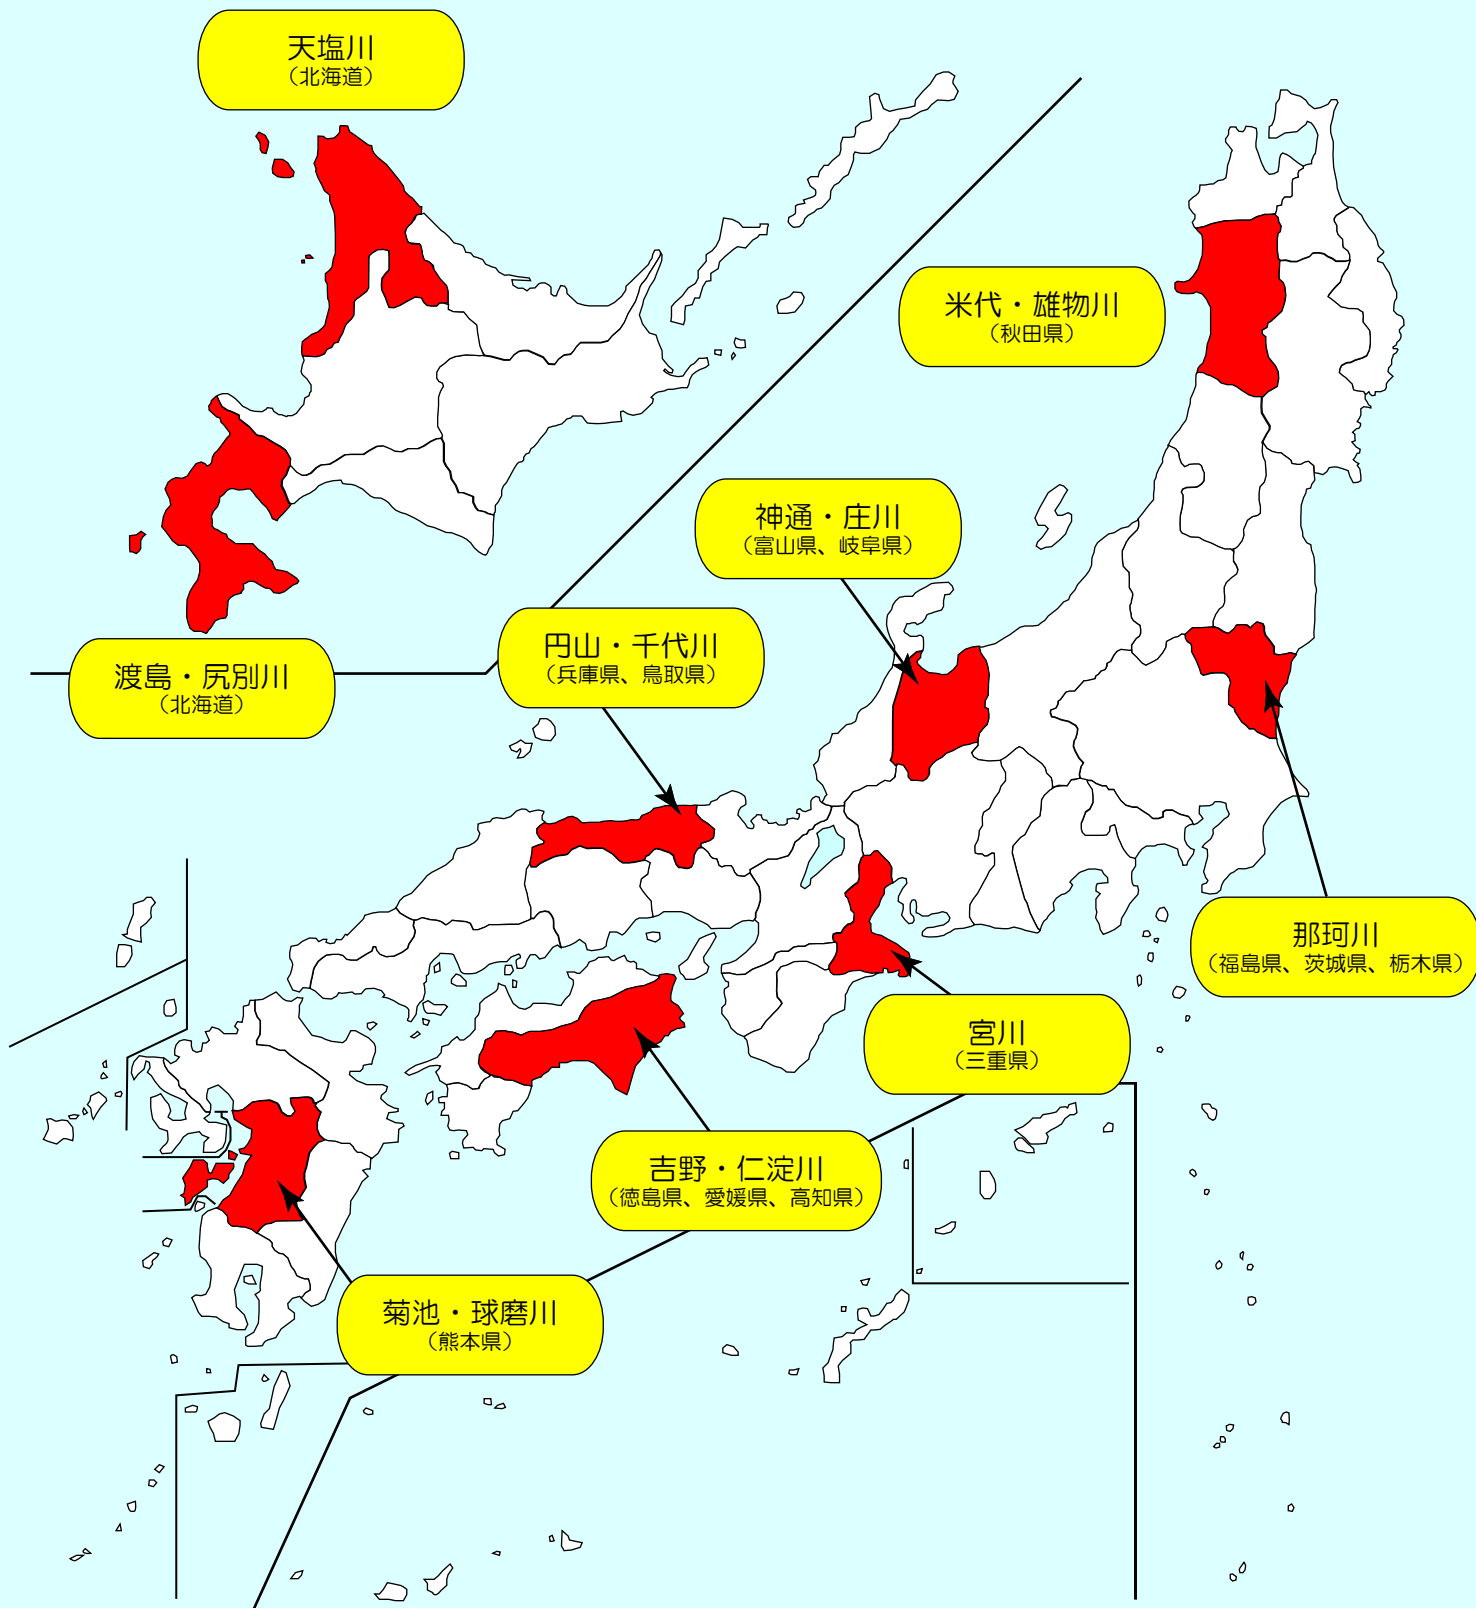 天塩川
（北海道）
米代・雄物川
（秋田県）
神通・庄川
（富山県、岐阜県）
円山・千代川
（兵庫県、鳥取県）
渡島・尻別川
（北海道）
那珂川
（福島県、茨城県、栃木県）
宮川
（三重県）
吉野・仁淀川
（徳島県、愛媛県、高知県）
菊池・球磨川
（熊本県）